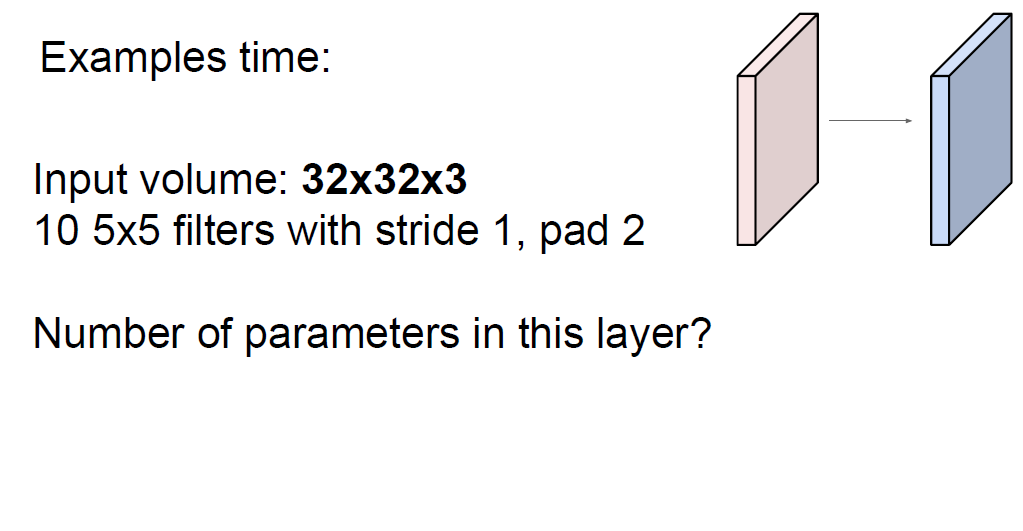 Examples time:
Input volume: 32x32x3
10 5x5 filters with stride 1, pad 2
Number of parameters in this layer?